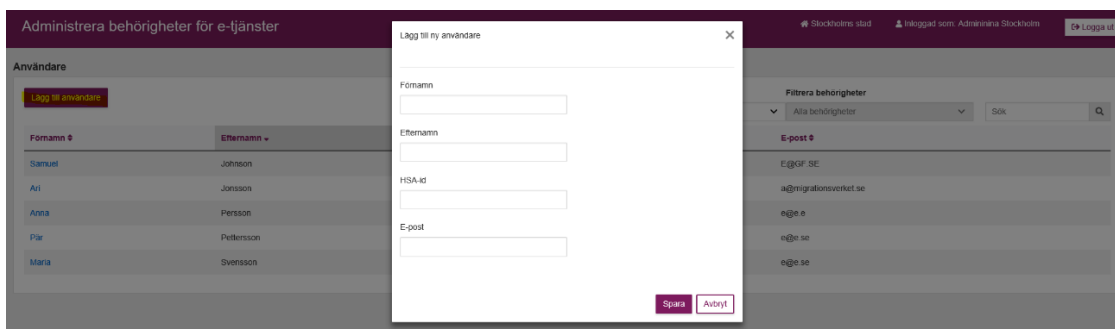 Administrera behörigheter för e-tjänster
Stockholms stad
Inloggad som: Admininina Stockholm
Logga ut
Användare
Lägg till användare
Filtrera behörigheter
Alla behörigheter
Sök
Förnamn
Efternamn
E-post
Samuel Johnson E@GF.SE
Ari Jonsson a@migrationsverket.se
Anna Persson e@e.e
Pär Pettersson e@e.se
Maria Svensson e@e.se
Lägg till ny användare
Förnamn
Efternamn
HSA-id
E-post
Spara Avbryt